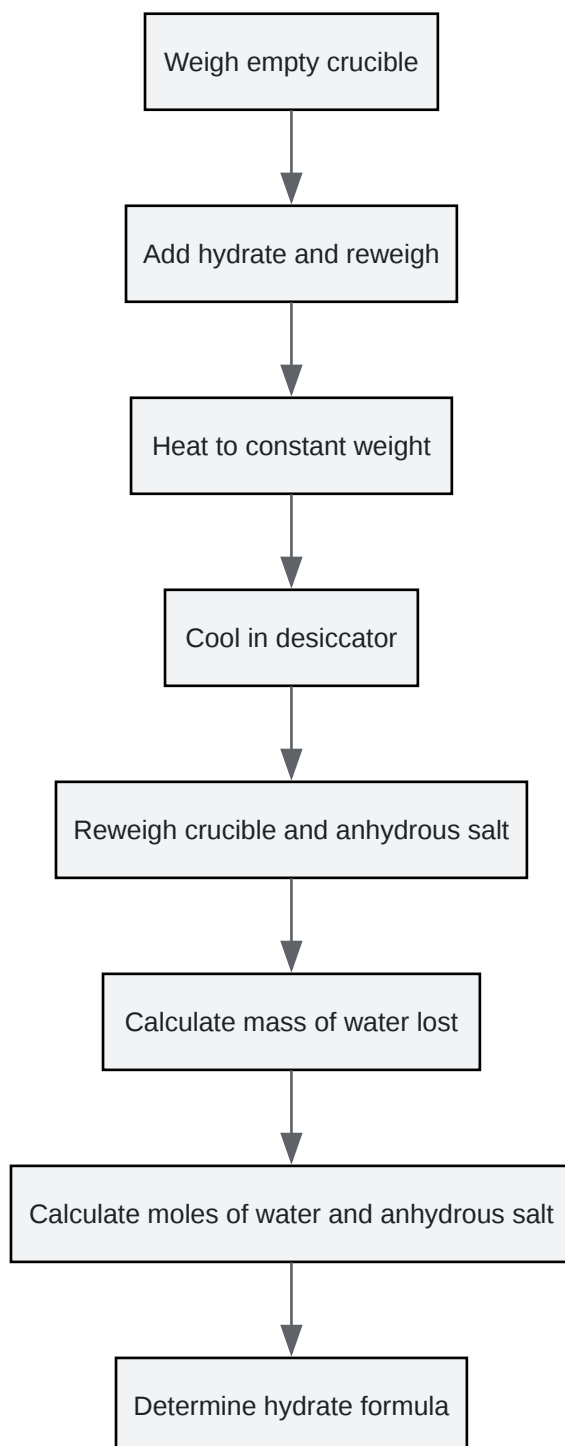 Weigh empty crucible
Add hydrate and reweigh
Heat to constant weight
Cool in desiccator
Reweigh crucible and anhydrous salt
Calculate mass of water lost
Calculate moles of water and anhydrous salt
Determine hydrate formula